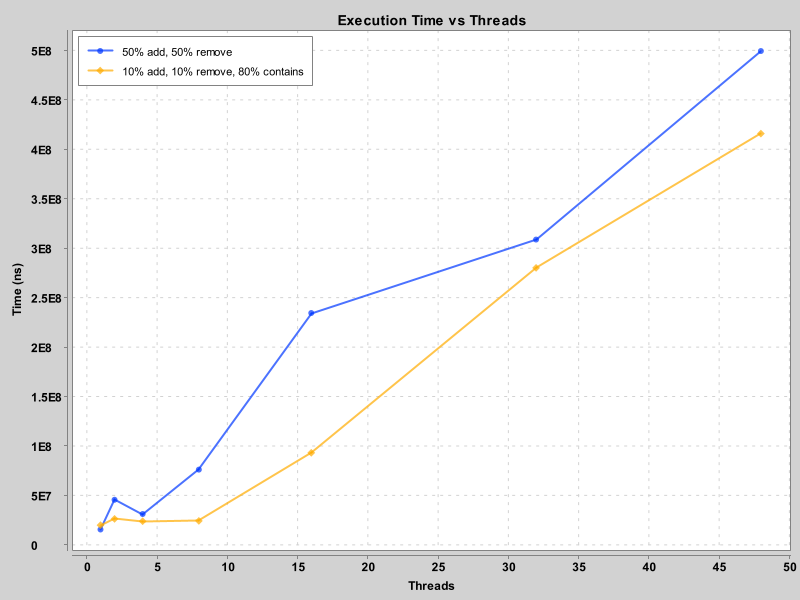 Execution Time vs Threads
50% add, 50% remove
10% add, 10% remove, 80% contains
5E8
4.5E8
4E8
3.5E8
3E8
2.5E8
2E8
1.5E8
1E8
5E7
0
Time (ns)
0 5 10 15 20 25 30 35 40 45 50
Threads